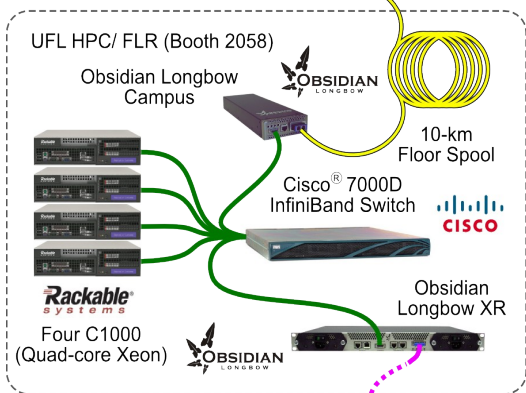 UFL HPC/ FLR (Booth 2058)
Obsidian Longbow
Campus
OBSIDIAN
LONGBOW
10-km
Floor Spool
Cisco® 7000D
InfiniBand Switch
CISCO
Rackable®
systems
Four C1000
(Quad-core Xeon)
Obsidian
Longbow XR
OBSIDIAN
LONGBOW